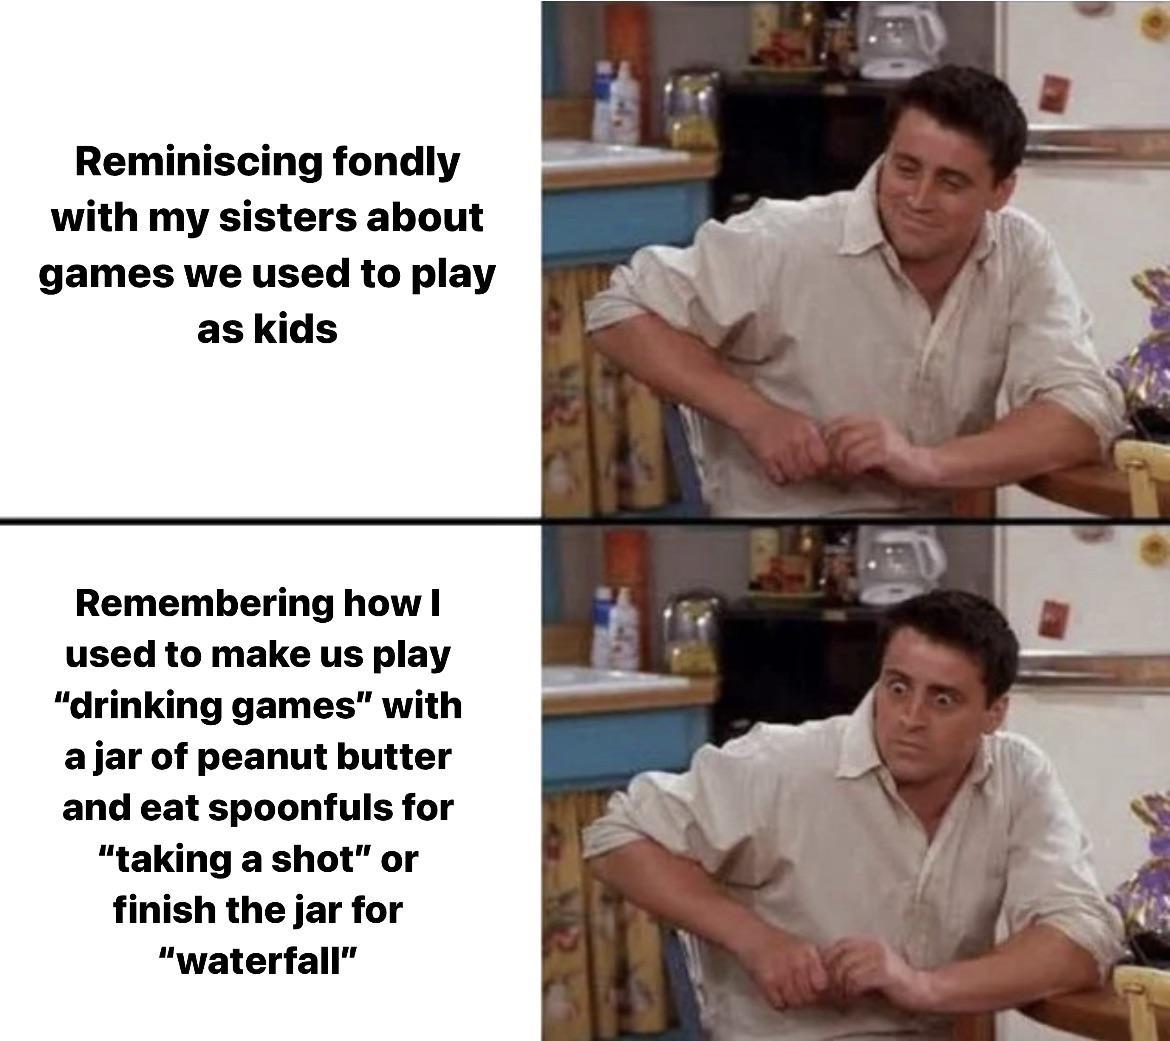 Reminiscing fondly
with my sisters about
games we used to play
as kids
Remembering how I
used to make us play
“drinking games” with
a jar of peanut butter
and eat spoonfuls for
“taking a shot” or
finish the jar for
“waterfall”